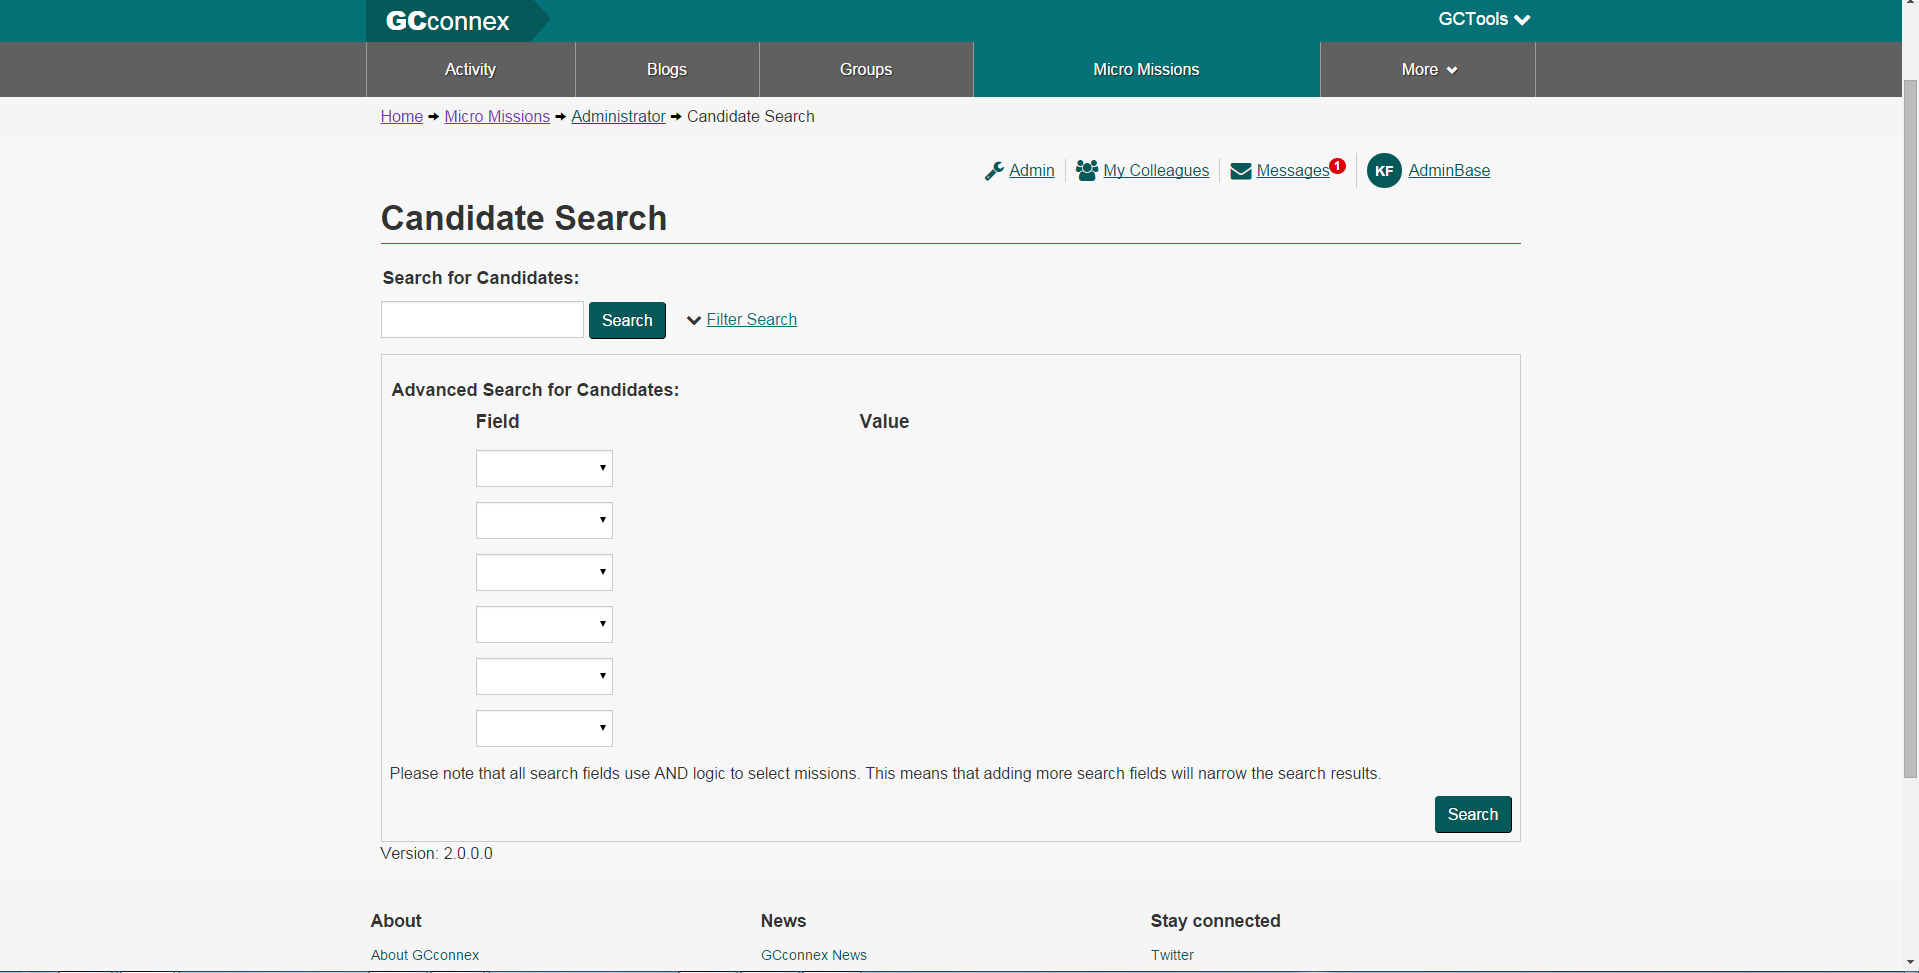 GCconnex
GCTools
Activity
Blogs
Groups
Micro Missions
More
Home ➞ Micro Missions ➞ Administrator ➞ Candidate Search
Admin
My Colleagues
Messages 1
KF
AdminBase
Candidate Search
Search for Candidates:
Search
Filter Search
Advanced Search for Candidates:
Field
Value
Please note that all search fields use AND logic to select missions. This means that adding more search fields will narrow the search results.
Search
Version: 2.0.0.0
About
News
Stay connected
About GCconnex
GCconnex News
Twitter